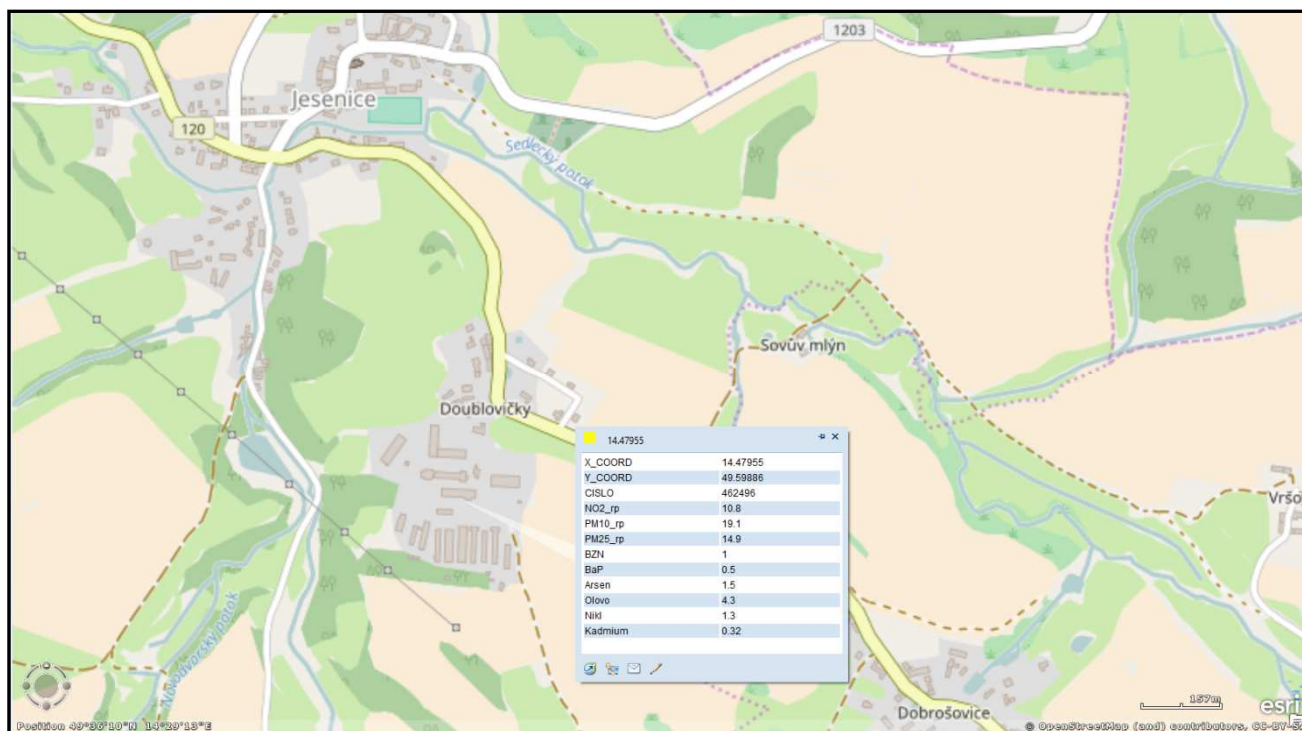 1203
Jesenice
120
Sedlecký potok
Sovův mlýn
Doublovičky
14.47955
X_COORD 14.47955
Y_COORD 49.59886
CISLO 462496
NO2_rp 10.8
PM10_rp 19.1
PM25_rp 14.9
BZN 1
BaP 0.5
Arsen 1.5
Olovo 4.3
Nikl 1.3
Kadmium 0.32
Vršo
Novodvorský potok
Dobrošovice
157m
esri
Position 49°36'10"N 14°29'13"E
© OpenStreetMap (and) contributors, CC-BY-S